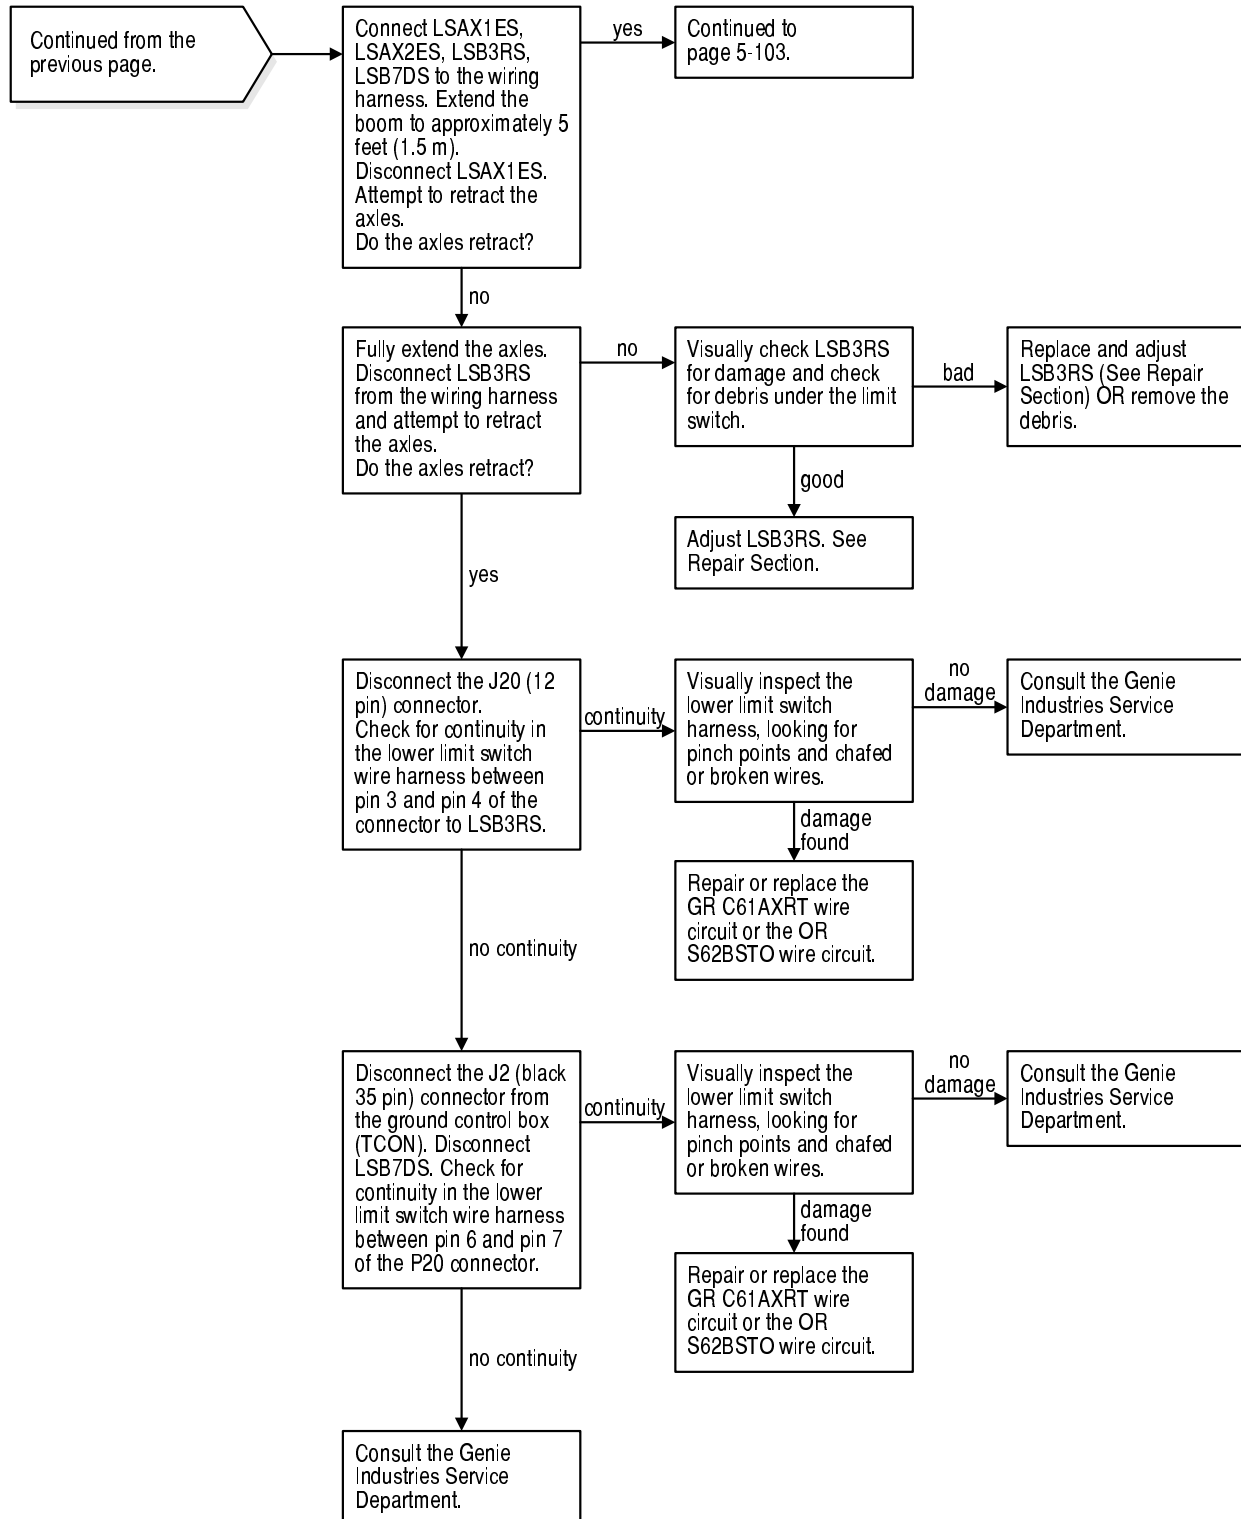 Continued from the
previous page.
Connect LSAX1ES,
LSAX2ES, LSB3RS,
LSB7DS to the wiring
harness. Extend the
boom to approximately 5
feet (1.5 m).
Disconnect LSAX1ES.
Attempt to retract the
axles.
Do the axles retract?
yes
Continued to
page 5-103.
no
Fully extend the axles.
Disconnect LSB3RS
from the wiring harness
and attempt to retract
the axles.
Do the axles retract?
no
Visually check LSB3RS
for damage and check
for debris under the limit
switch.
bad
Replace and adjust
LSB3RS (See Repair
Section) OR remove the
debris.
good
Adjust LSB3RS. See
Repair Section.
yes
Disconnect the J20 (12
pin) connector.
Check for continuity in
the lower limit switch
wire harness between
pin 3 and pin 4 of the
connector to LSB3RS.
continuity
Visually inspect the
lower limit switch
harness, looking for
pinch points and chafed
or broken wires.
no
damage
Consult the Genie
Industries Service
Department.
damage
found
Repair or replace the
GR C61AXRT wire
circuit or the OR
S62BSTO wire circuit.
no continuity
Disconnect the J2 (black
35 pin) connector from
the ground control box
(TCON). Disconnect
LSB7DS. Check for
continuity in the lower
limit switch wire harness
between pin 6 and pin 7
of the P20 connector.
continuity
Visually inspect the
lower limit switch
harness, looking for
pinch points and chafed
or broken wires.
no
damage
Consult the Genie
Industries Service
Department.
damage
found
Repair or replace the
GR C61AXRT wire
circuit or the OR
S62BSTO wire circuit.
no continuity
Consult the Genie
Industries Service
Department.